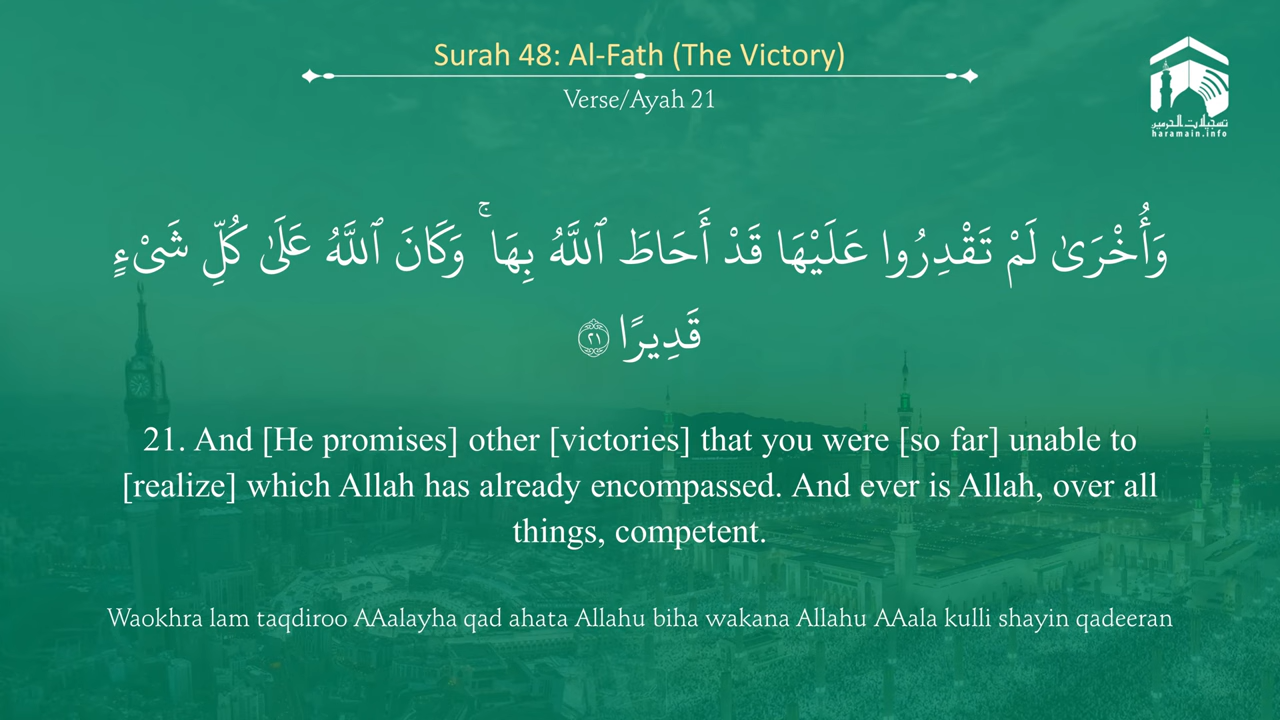 Surah 48: Al-Fath (The Victory)
Verse/Ayah 21
تسجيلات الحرمين
haramain.info
وَأُخْرَىٰ لَمْ تَقْدِرُوا عَلَيْهَا قَدْ أَحَاطَ ٱللَّهُ بِهَا ۚ وَكَانَ ٱللَّهُ عَلَىٰ كُلِّ شَىْءٍ
قَدِيرًا ٢١
21. And [He promises] other [victories] that you were [so far] unable to
[realize] which Allah has already encompassed. And ever is Allah, over all
things, competent.
Waokhra lam taqdiroo AAalayha qad ahata Allahu biha wakana Allahu AAala kulli shayin qadeeran